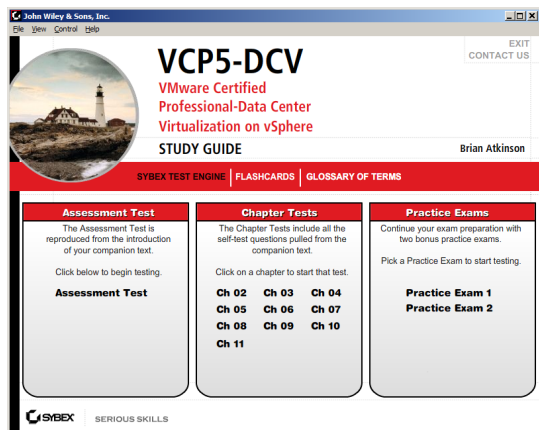 John Wiley & Sons, Inc.
File View Control Help
EXIT
CONTACT US
VCP5-DCV
VMware Certified
Professional-Data Center
Virtualization on vSphere
STUDY GUIDE
Brian Atkinson
SYBEX TEST ENGINE FLASHCARDS GLOSSARY OF TERMS
Assessment Test
The Assessment Test is
reproduced from the introduction
of your companion text.
Click below to begin testing.
Assessment Test
Chapter Tests
The Chapter Tests include all the
self-test questions pulled from the
companion text.
Click on a chapter to start that test.
Ch 02 Ch 03 Ch 04
Ch 05 Ch 06 Ch 07
Ch 08 Ch 09 Ch 10
Ch 11
Practice Exams
Continue your exam preparation with
two bonus practice exams.
Pick a Practice Exam to start testing.
Practice Exam 1
Practice Exam 2
SYBEX SERIOUS SKILLS